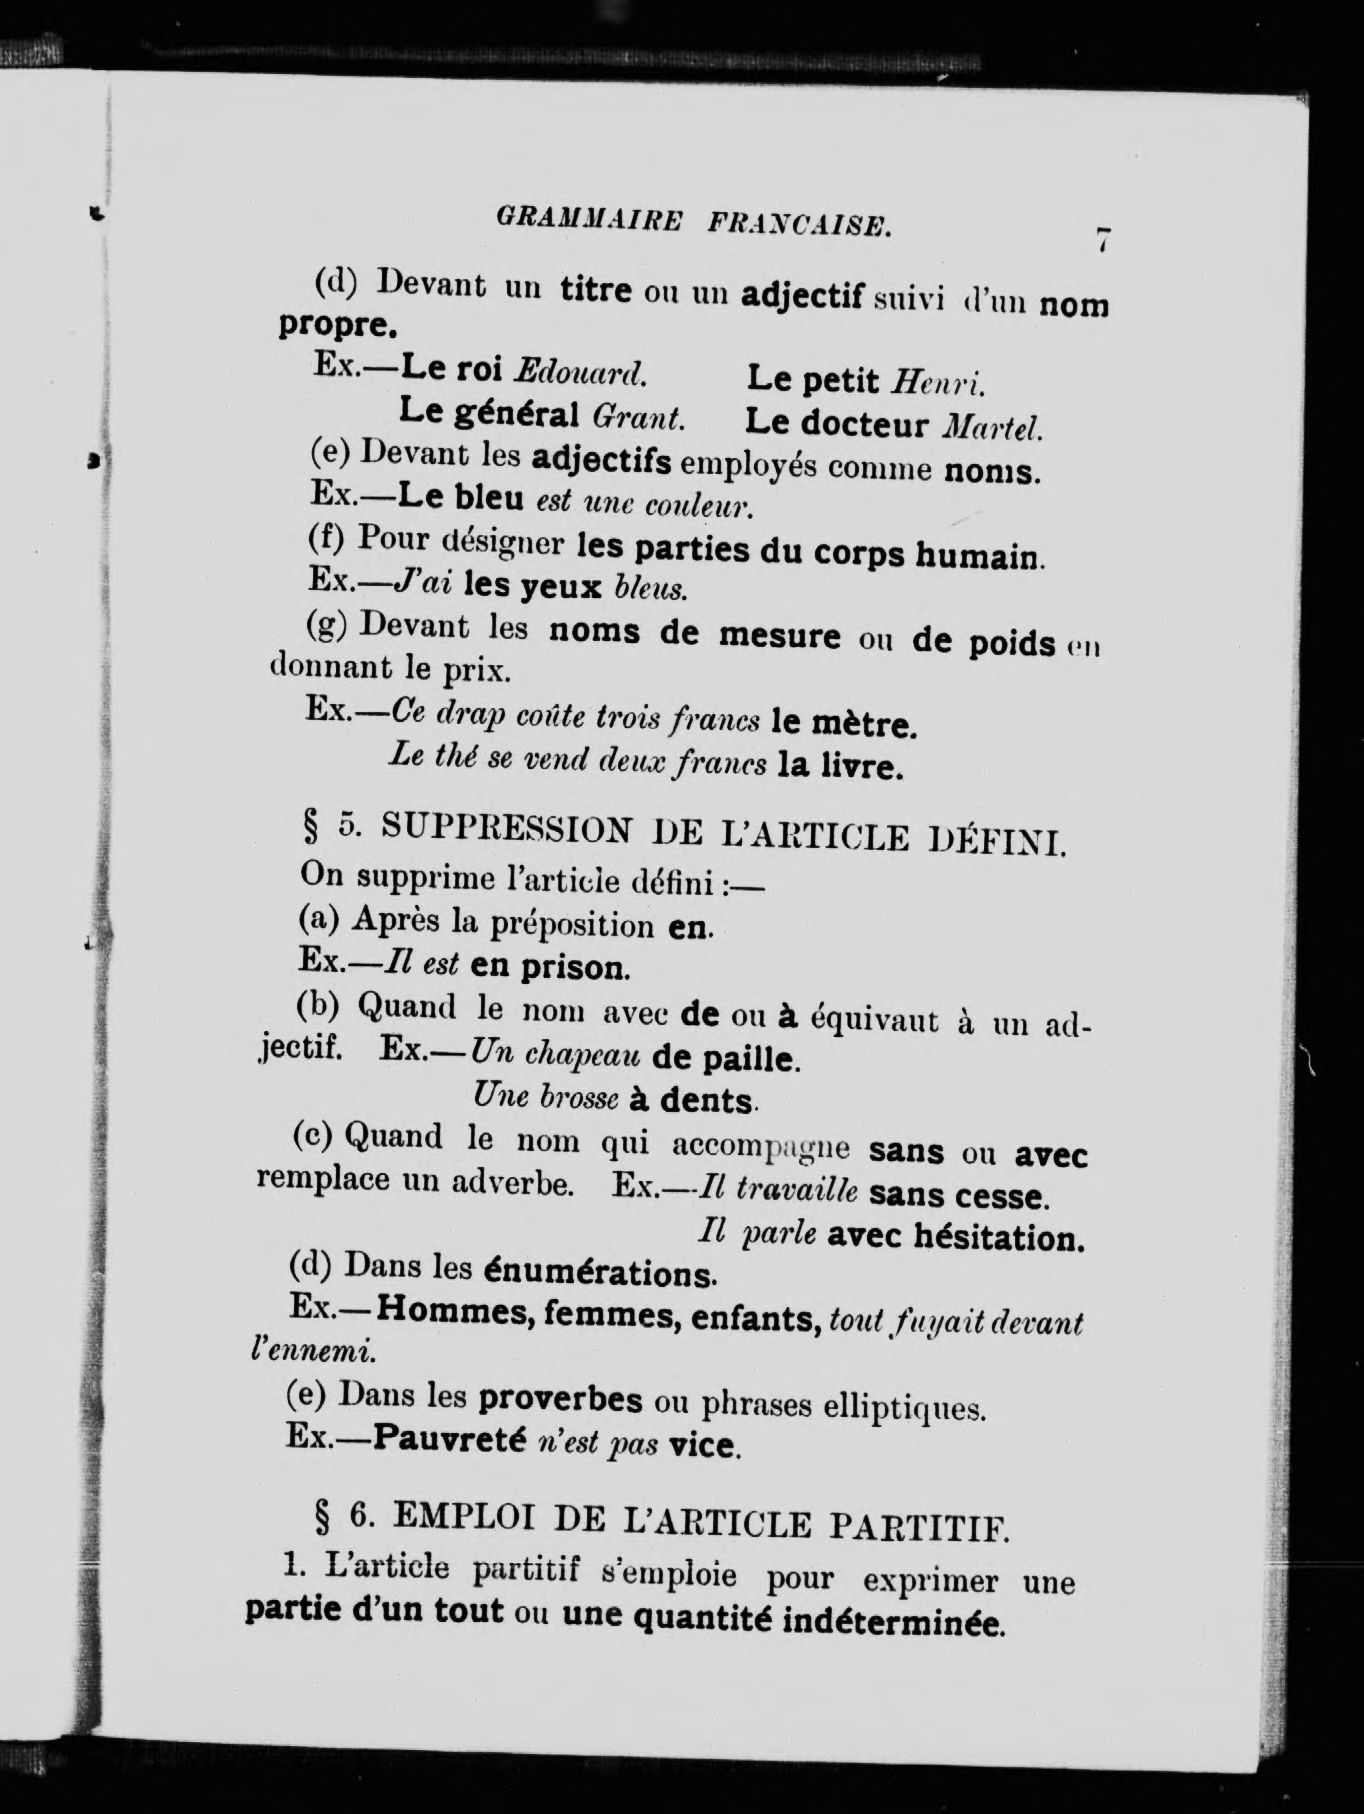 GRAMMAIRE FRANCAISE. 7
(d) Devant un titre ou un adjectif suivi d'un nom
propre.
Ex.—Le roi Edouard. Le petit Henri.
Le général Grant. Le docteur Martel.
(e) Devant les adjectifs employés comme noms.
Ex.—Le bleu est une couleur.
(f) Pour désigner les parties du corps humain.
Ex.—J'ai les yeux bleus.
(g) Devant les noms de mesure ou de poids en
donnant le prix.
Ex.—Ce drap coûte trois francs le mètre.
Le thé se vend deux francs la livre.
§ 5. SUPPRESSION DE L'ARTICLE DÉFINI.
On supprime l'article défini :—
(a) Après la préposition en.
Ex.—Il est en prison.
(b) Quand le nom avec de ou à équivaut à un ad-
jectif. Ex.—Un chapeau de paille.
Une brosse à dents.
(c) Quand le nom qui accompagne sans ou avec
remplace un adverbe. Ex.—Il travaille sans cesse.
Il parle avec hésitation.
(d) Dans les énumérations.
Ex.—Hommes, femmes, enfants, tout fuyait devant
l'ennemi.
(e) Dans les proverbes ou phrases elliptiques.
Ex.—Pauvreté n'est pas vice.
§ 6. EMPLOI DE L'ARTICLE PARTITIF.
1. L'article partitif s'emploie pour exprimer une
partie d'un tout ou une quantité indéterminée.